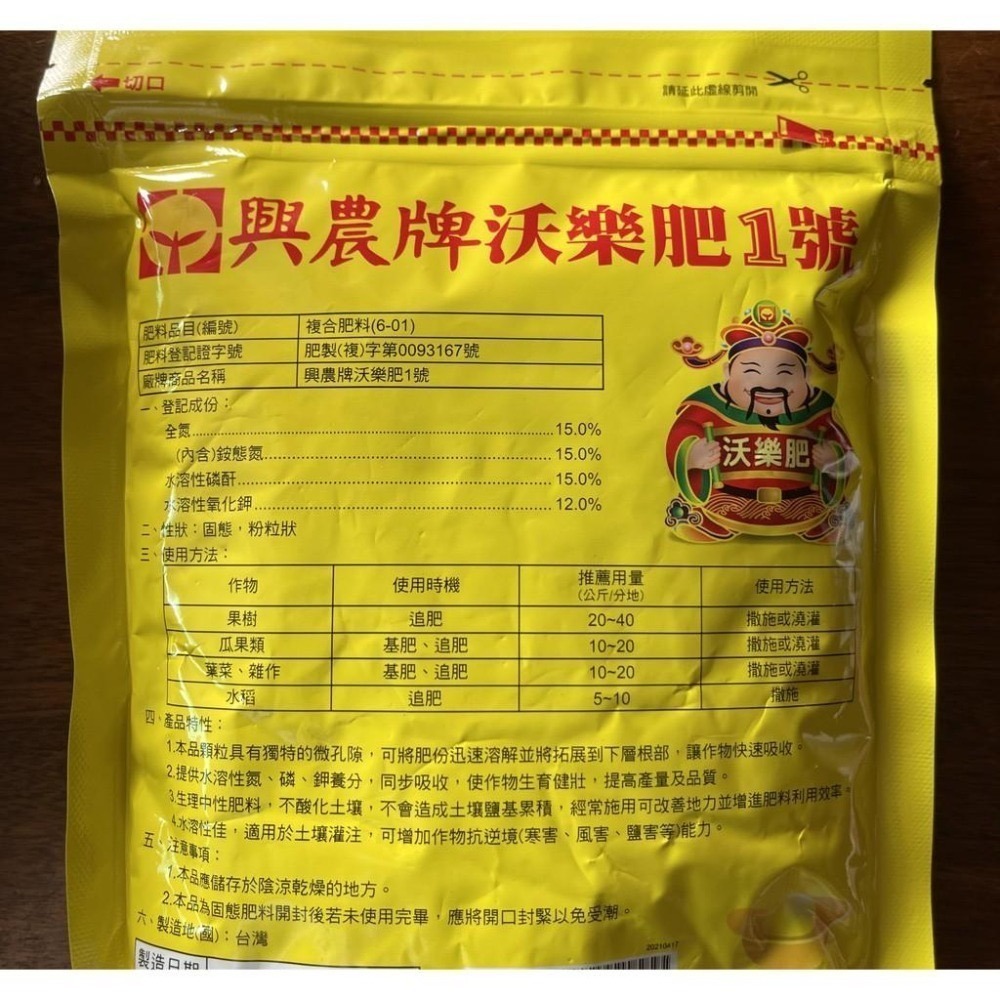 切口
請延此虛線剪開
興農牌沃樂肥1號
肥料品目(編號) 複合肥料(6-01)
肥料登記證字號 肥製(複)字第0093167號
廠牌商品名稱 興農牌沃樂肥1號
沃樂肥
一、登記成份：
全氮.......... 15.0%
(內含)銨態氮.......... 15.0%
水溶性磷酐.......... 15.0%
水溶性氧化鉀.......... 12.0%
二、性狀：固態，粉粒狀
三、使用方法：
作物 使用時機 推薦用量(公斤/分地) 使用方法
果樹 追肥 20~40 撒施或澆灌
瓜果類 基肥、追肥 10~20 撒施或澆灌
葉菜、雜作 基肥、追肥 10~20 撒施或澆灌
水稻 追肥 5~10 撒施
四、產品特性：
1.本品顆粒具有獨特的微孔隙，可將肥份迅速溶解並將拓展到下層根部，讓作物快速吸收。
2.提供水溶性氮、磷、鉀養分，同步吸收，使作物生育健壯，提高產量及品質。
3.生理中性肥料，不酸化土壤，不會造成土壤鹽基累積，經常施用可改善地力並增進肥料利用效率。
4.水溶性佳，適用於土壤灌注，可增加作物抗逆境(寒害、風害、鹽害等)能力。
五、注意事項：
1.本品應儲存於陰涼乾燥的地方。
2.本品為固態肥料開封後若未使用完畢，應將開口封緊以免受潮。
六、製造地(國)：台灣
製造日期
20210417